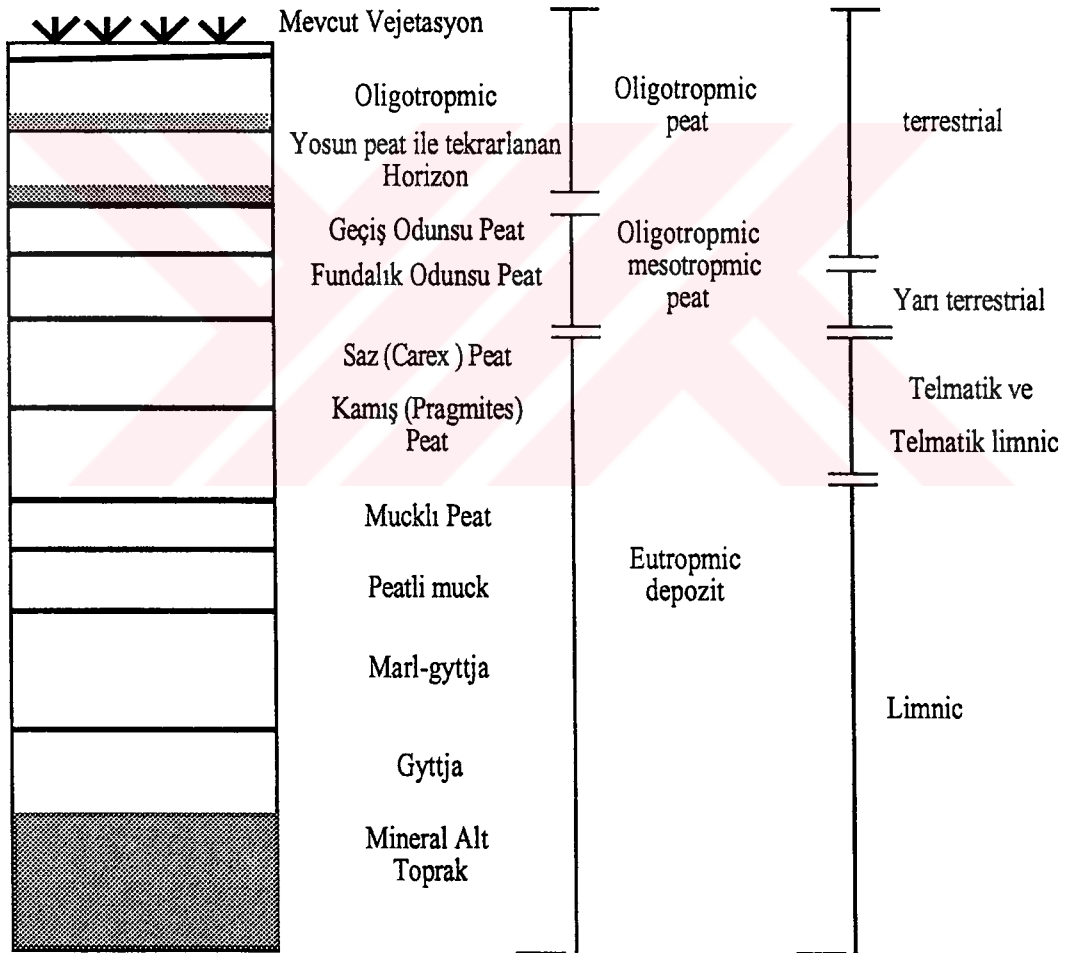 Mevcut Vejetasyon
Oligotropmic
Yosun peat ile tekrarlanan
Horizon
Geçiş Odunsu Peat
Fundalık Odunsu Peat
Saz (Carex ) Peat
Kamış (Pragmites)
Peat
Mucklı Peat
Peatli muck
Marl-gyttja
Gyttja
Mineral Alt
Toprak
Oligotropmic
peat
Oligotropmic
mesotropmic
peat
Eutropmic
depozit
terrestrial
Yarı terrestrial
Telmatik ve
Telmatik limnic
Limnic